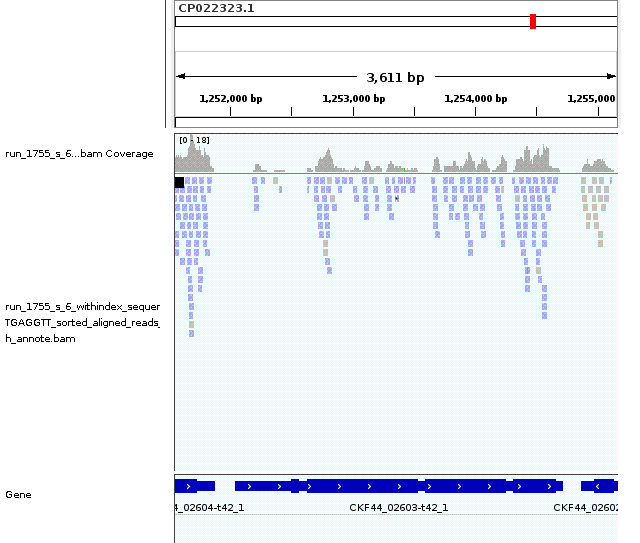 CP022323.1
3,611 bp
1,252,000 bp 1,253,000 bp 1,254,000 bp 1,255,000
[0 - 18]
run_1755_s_6...bam Coverage
run_1755_s_6_withindex_sequer
TGAGGTT_sorted_aligned_reads_
h_annote.bam
Gene
4_02604-t42_1 CKF44_02603-t42_1 CKF44_02602